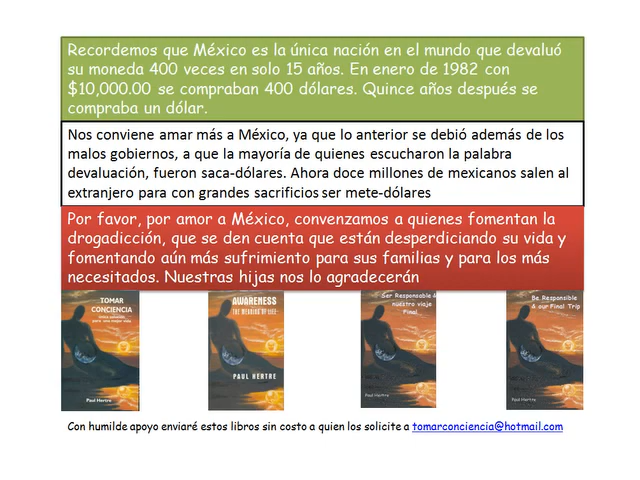 Recordemos que México es la única nación en el mundo que devaluó
su moneda 400 veces en solo 15 años. En enero de 1982 con
$10,000.00 se compraban 400 dólares. Quince años después se
compraba un dólar.
Nos conviene amar más a México, ya que lo anterior se debió además de los
malos gobiernos, a que la mayoría de quienes escucharon la palabra
devaluación, fueron saca-dólares. Ahora doce millones de mexicanos salen al
extranjero para con grandes sacrificios ser mete-dólares
Por favor, por amor a México, convenzamos a quienes fomentan la
drogadicción, que se den cuenta que están desperdiciando su vida y
fomentando aún más sufrimiento para sus familias y para los más
necesitados. Nuestras hijas nos lo agradecerán
TOMAR
CONCIENCIA
Paul Hertre
AWARENESS
THE MEANING OF LIFE
PAUL HERTRE
Ser Responsable &
nuestro viaje
Final
Paul Hertre
Be Responsible
& our Final Trip
Paul Hertre
Con humilde apoyo enviaré estos libros sin costo a quien los solicite a tomarconciencia@hotmail.com